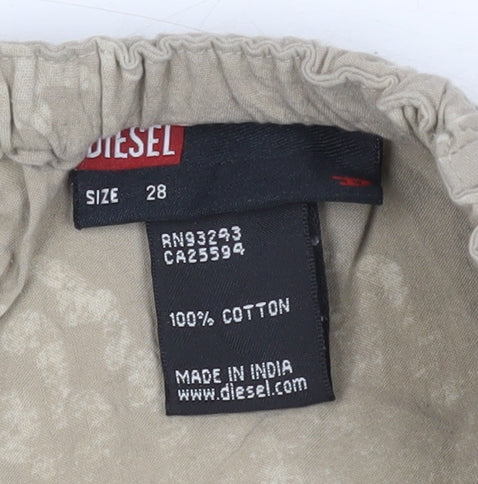 DIESEL
SIZE 28
RN93243
CA25594
100% COTTON
MADE IN INDIA
www.diesel.com